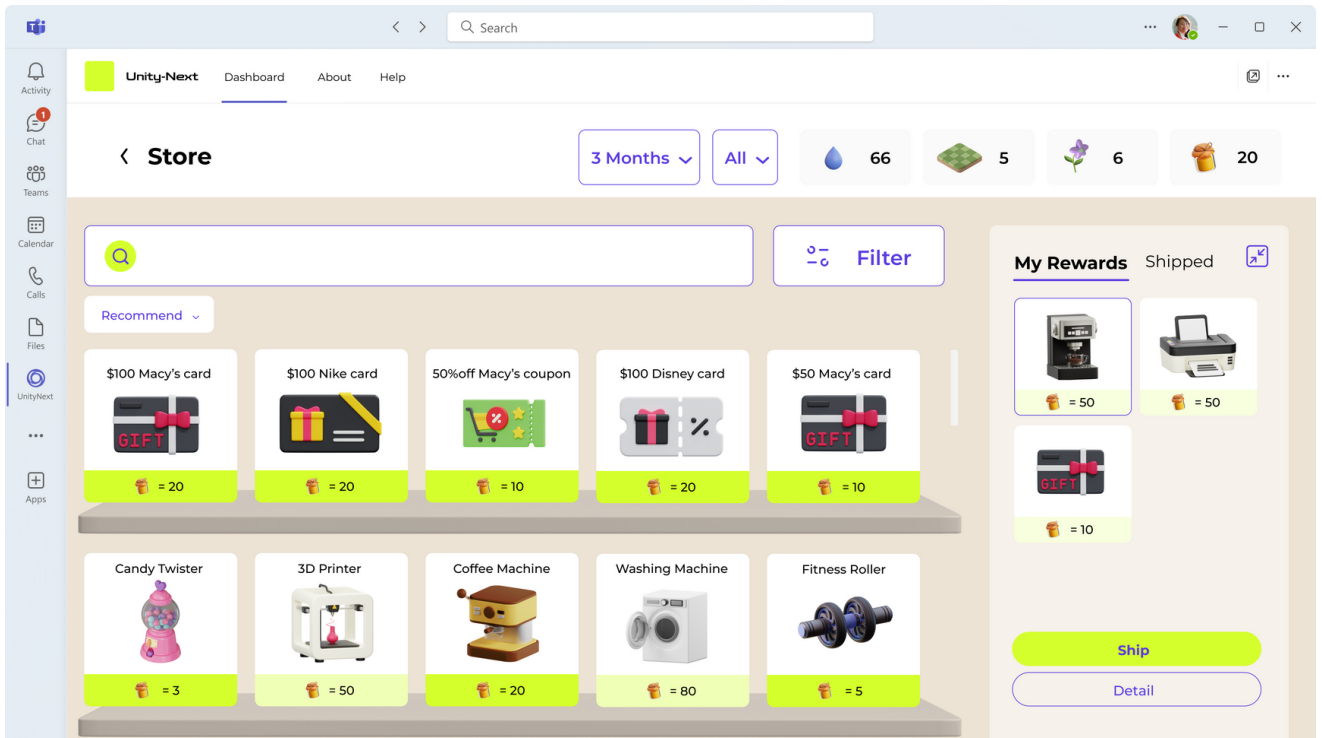 Search
Activity
1
Chat
Teams
Calendar
Calls
Files
UnityNext
Apps
Unity-Next Dashboard About Help
Store
3 Months All 66 5 6 20
Filter
Recommend
$100 Macy's card $100 Nike card 50%off Macy's coupon $100 Disney card $50 Macy's card
GIFT GIFT
= 20 = 20 = 10 = 20 = 10
Candy Twister 3D Printer Coffee Machine Washing Machine Fitness Roller
= 3 = 50 = 20 = 80 = 5
My Rewards Shipped
= 50 = 50
GIFT
= 10
Ship
Detail